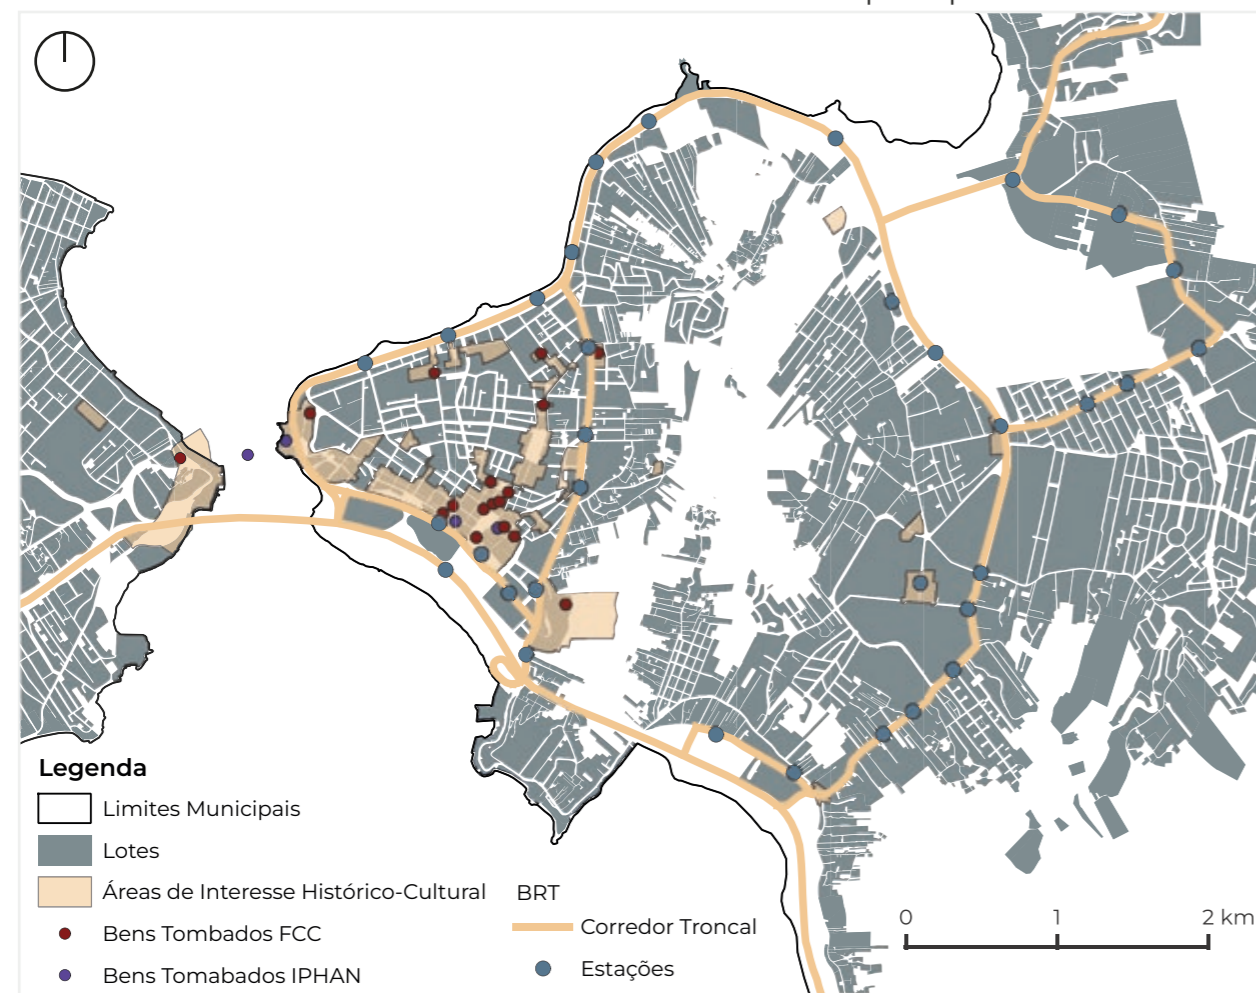 Legenda
Limites Municipais
Lotes
Áreas de Interesse Histórico-Cultural
Bens Tombados FCC
Bens Tomabados IPHAN
BRT
Corredor Troncal
Estações
0 1 2 km